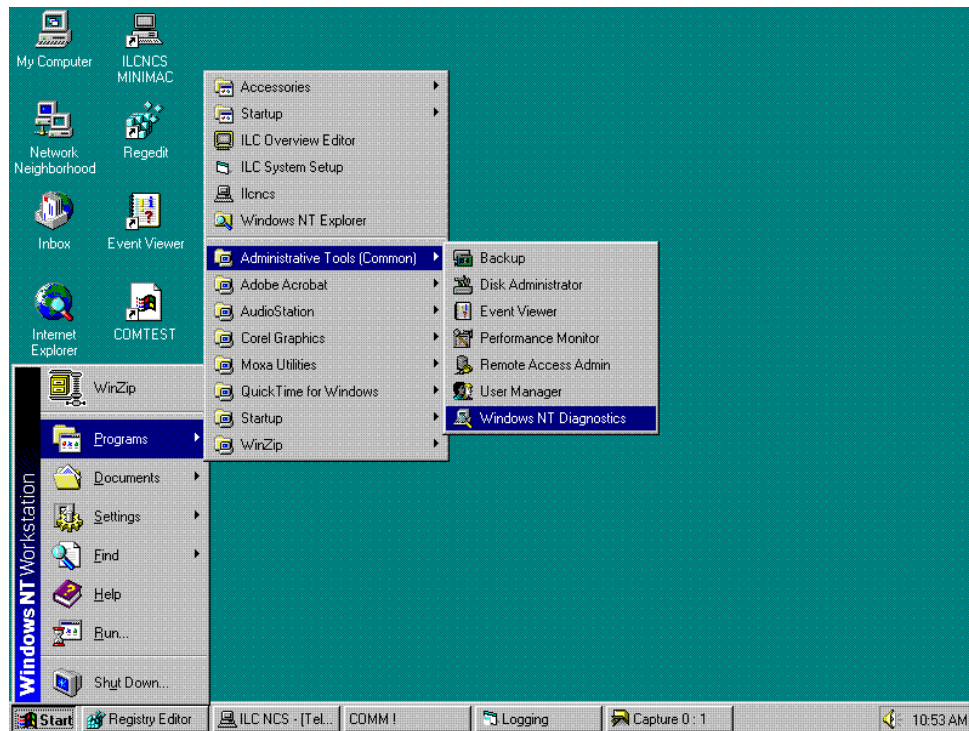 My Computer
ILCNCS
MINIMAC
Network
Neighborhood
Regedit
Inbox
Event Viewer
Internet
Explorer
COMTEST
Windows NT Workstation
WinZip
Programs
Documents
Settings
Find
Help
Run...
Shut Down...
Accessories
Startup
ILC Overview Editor
ILC System Setup
Ilcncs
Windows NT Explorer
Administrative Tools (Common)
Adobe Acrobat
AudioStation
Corel Graphics
Moxa Utilities
QuickTime for Windows
Startup
WinZip
Backup
Disk Administrator
Event Viewer
Performance Monitor
Remote Access Admin
User Manager
Windows NT Diagnostics
Start
Registry Editor
ILC NCS - [Tel...
COMM !
Logging
Capture 0 : 1
10:53 AM